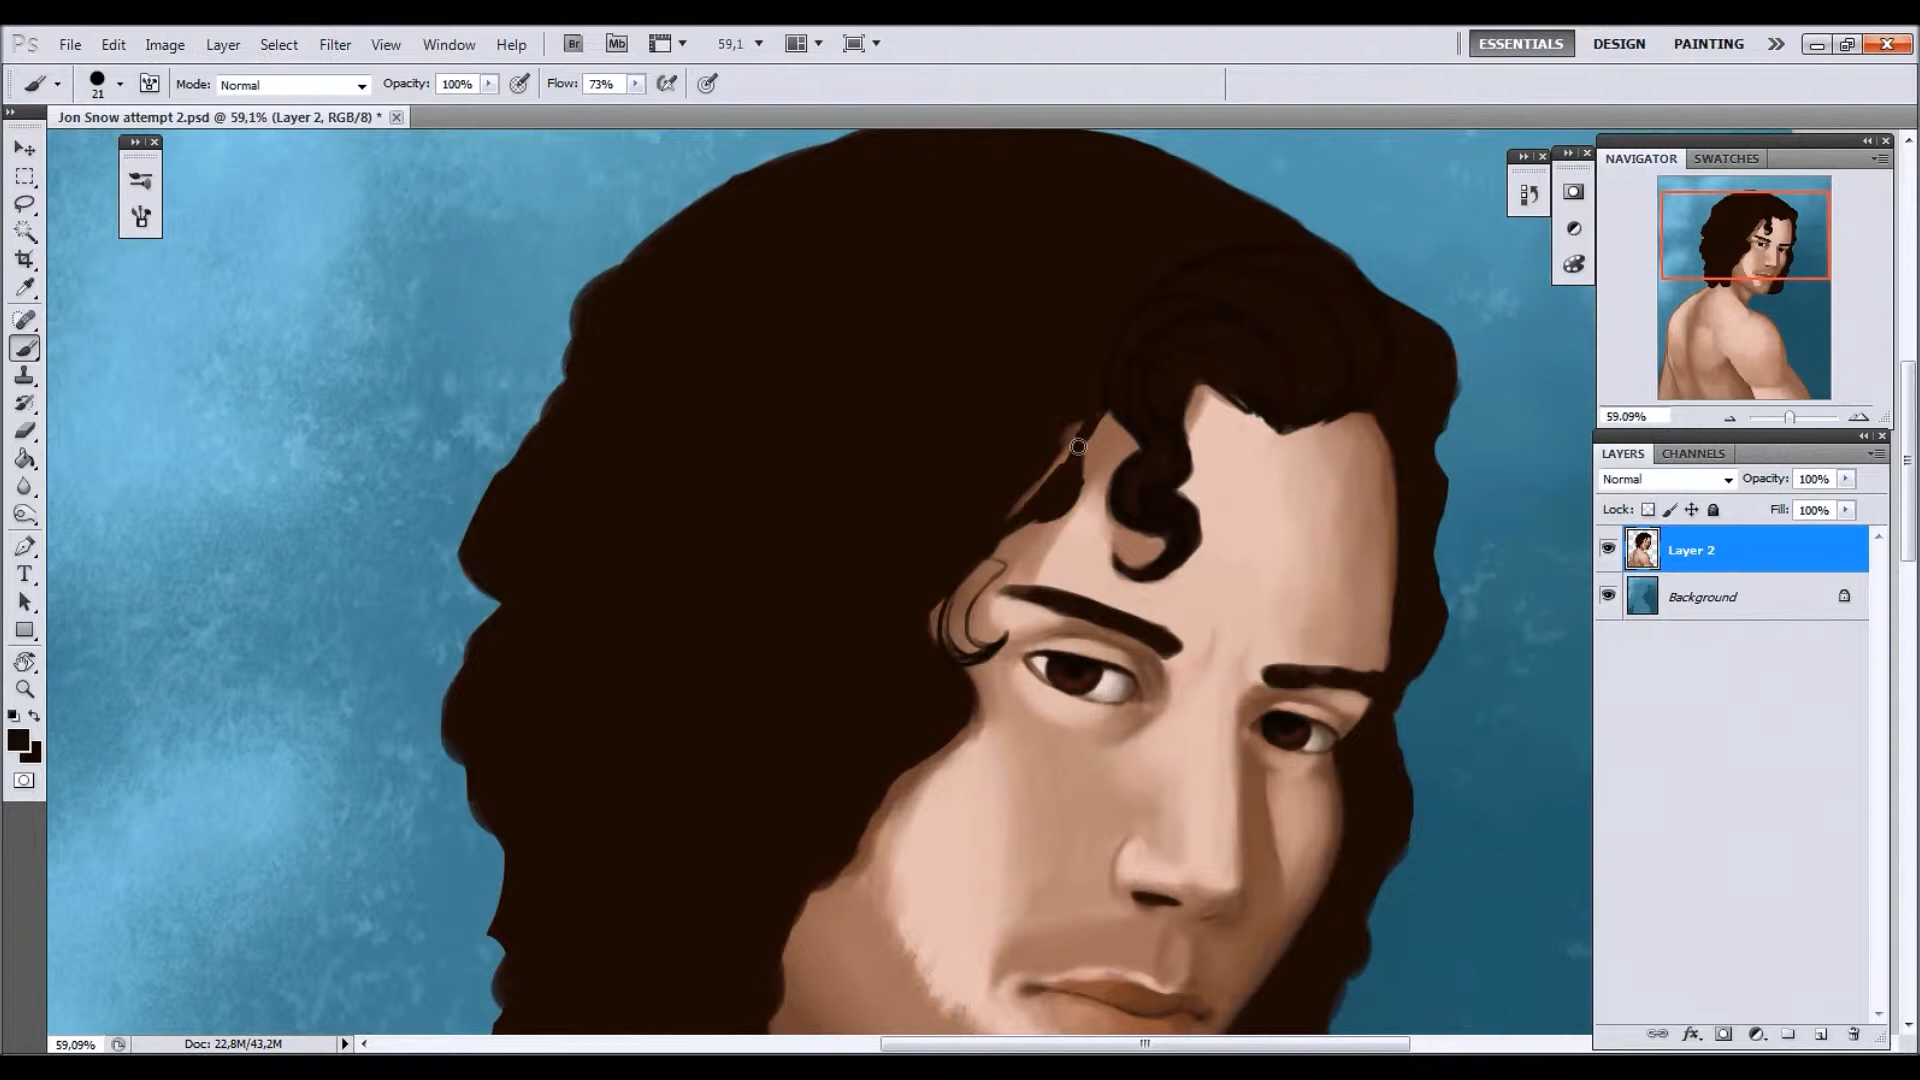 Ps File Edit Image Layer Select Filter View Window Help Br Mb 59,1 ESSENTIALS DESIGN PAINTING
21 Mode: Normal Opacity: 100% Flow: 73%
Jon Snow attempt 2.psd @ 59,1% (Layer 2, RGB/8) *
NAVIGATOR SWATCHES
59.09%
LAYERS CHANNELS
Normal Opacity: 100%
Lock: Fill: 100%
Layer 2
Background
T
59,09% Doc: 22,8M/43,2M